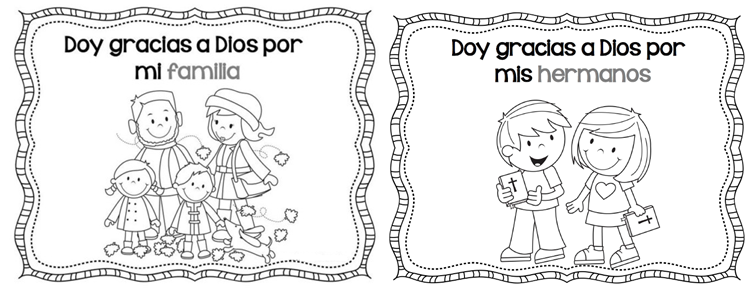 Doy gracias a Dios por
mi familia
Doy gracias a Dios por
mis hermanos